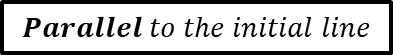 Parallel to the initial line